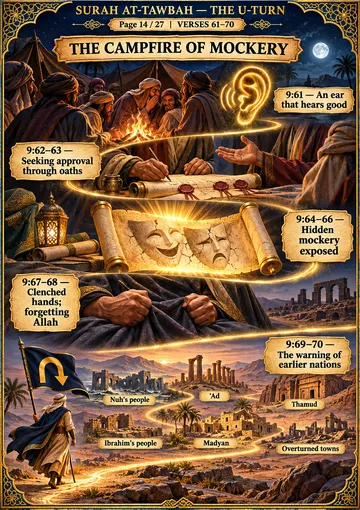 SURAH AT-TAWBAH — THE U-TURN
Page 14 / 27 | VERSES 61–70
THE CAMPFIRE OF MOCKERY
9:61 — An ear
that hears good
9:62–63 —
Seeking approval
through oaths
9:64–66 —
Hidden
mockery
exposed
9:67–68 —
Clenched
hands;
forgetting
Allah
9:69–70 —
The warning of
earlier nations
Nuh's people
'Ad
Thamud
Ibrahim's people
Madyan
Overturned towns